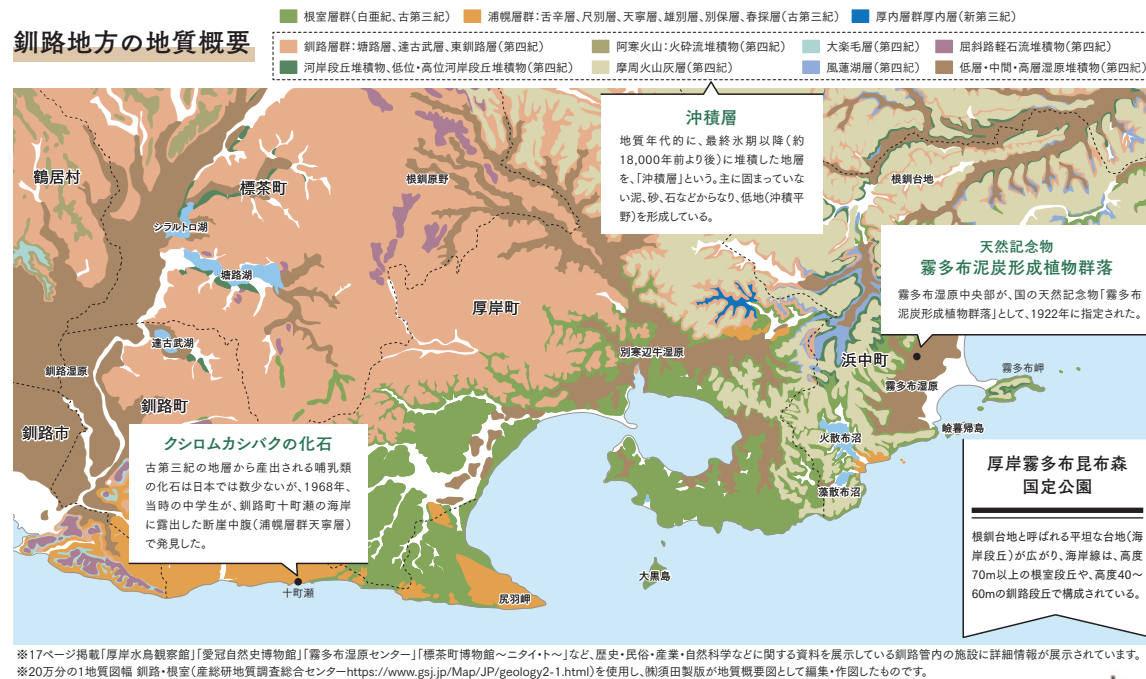 釧路地方の地質概要
根室層群(白亜紀、古第三紀)
浦幌層群：舌辛層、尺別層、天寧層、雄別層、別保層、春採層(古第三紀)
厚内層群厚内層(新第三紀)
釧路層群：塘路層、達古武層、東釧路層(第四紀)
阿寒火山：火砕流堆積物(第四紀)
大楽毛層(第四紀)
屈斜路軽石流堆積物(第四紀)
河岸段丘堆積物、低位・高位河岸段丘堆積物(第四紀)
摩周火山灰層(第四紀)
風蓮湖層(第四紀)
低層・中間・高層湿原堆積物(第四紀)
沖積層
地質年代的に、最終氷期以降(約
18,000年前より後)に堆積した地層
を、「沖積層」という。主に固まっていな
い泥、砂、石などからなり、低地(沖積平
野)を形成している。
鶴居村
標茶町
根釧原野
根釧台地
シラルトロ湖
塘路湖
天然記念物
霧多布泥炭形成植物群落
霧多布湿原中央部が、国の天然記念物「霧多布
泥炭形成植物群落」として、1922年に指定された。
厚岸町
達古武湖
別寒辺牛湿原
浜中町
釧路湿原
霧多布岬
霧多布湿原
釧路町
釧路市
嶮暮帰島
火散布沼
藻散布沼
クシロムカシバクの化石
古第三紀の地層から産出される哺乳類
の化石は日本では数少ないが、1968年、
当時の中学生が、釧路町十町瀬の海岸
に露出した断崖中腹(浦幌層群天寧層)
で発見した。
厚岸霧多布昆布森
国定公園
根釧台地と呼ばれる平坦な台地(海
岸段丘)が広がり、海岸線は、高度
70m以上の根室段丘や、高度40〜
60mの釧路段丘で構成されている。
大黒島
十町瀬
尻羽岬
※17ページ掲載「厚岸水鳥観察館」「愛冠自然史博物館」「霧多布湿原センター」「標茶町博物館〜ニタイ・ト〜」など、歴史・民俗・産業・自然科学などに関する資料を展示している釧路管内の施設に詳細情報が展示されています。
※20万分の1地質図幅 釧路・根室(産総研地質調査総合センターhttps://www.gsj.jp/Map/JP/geology2-1.html)を使用し、㈱須田製版が地質概要図として編集・作図したものです。